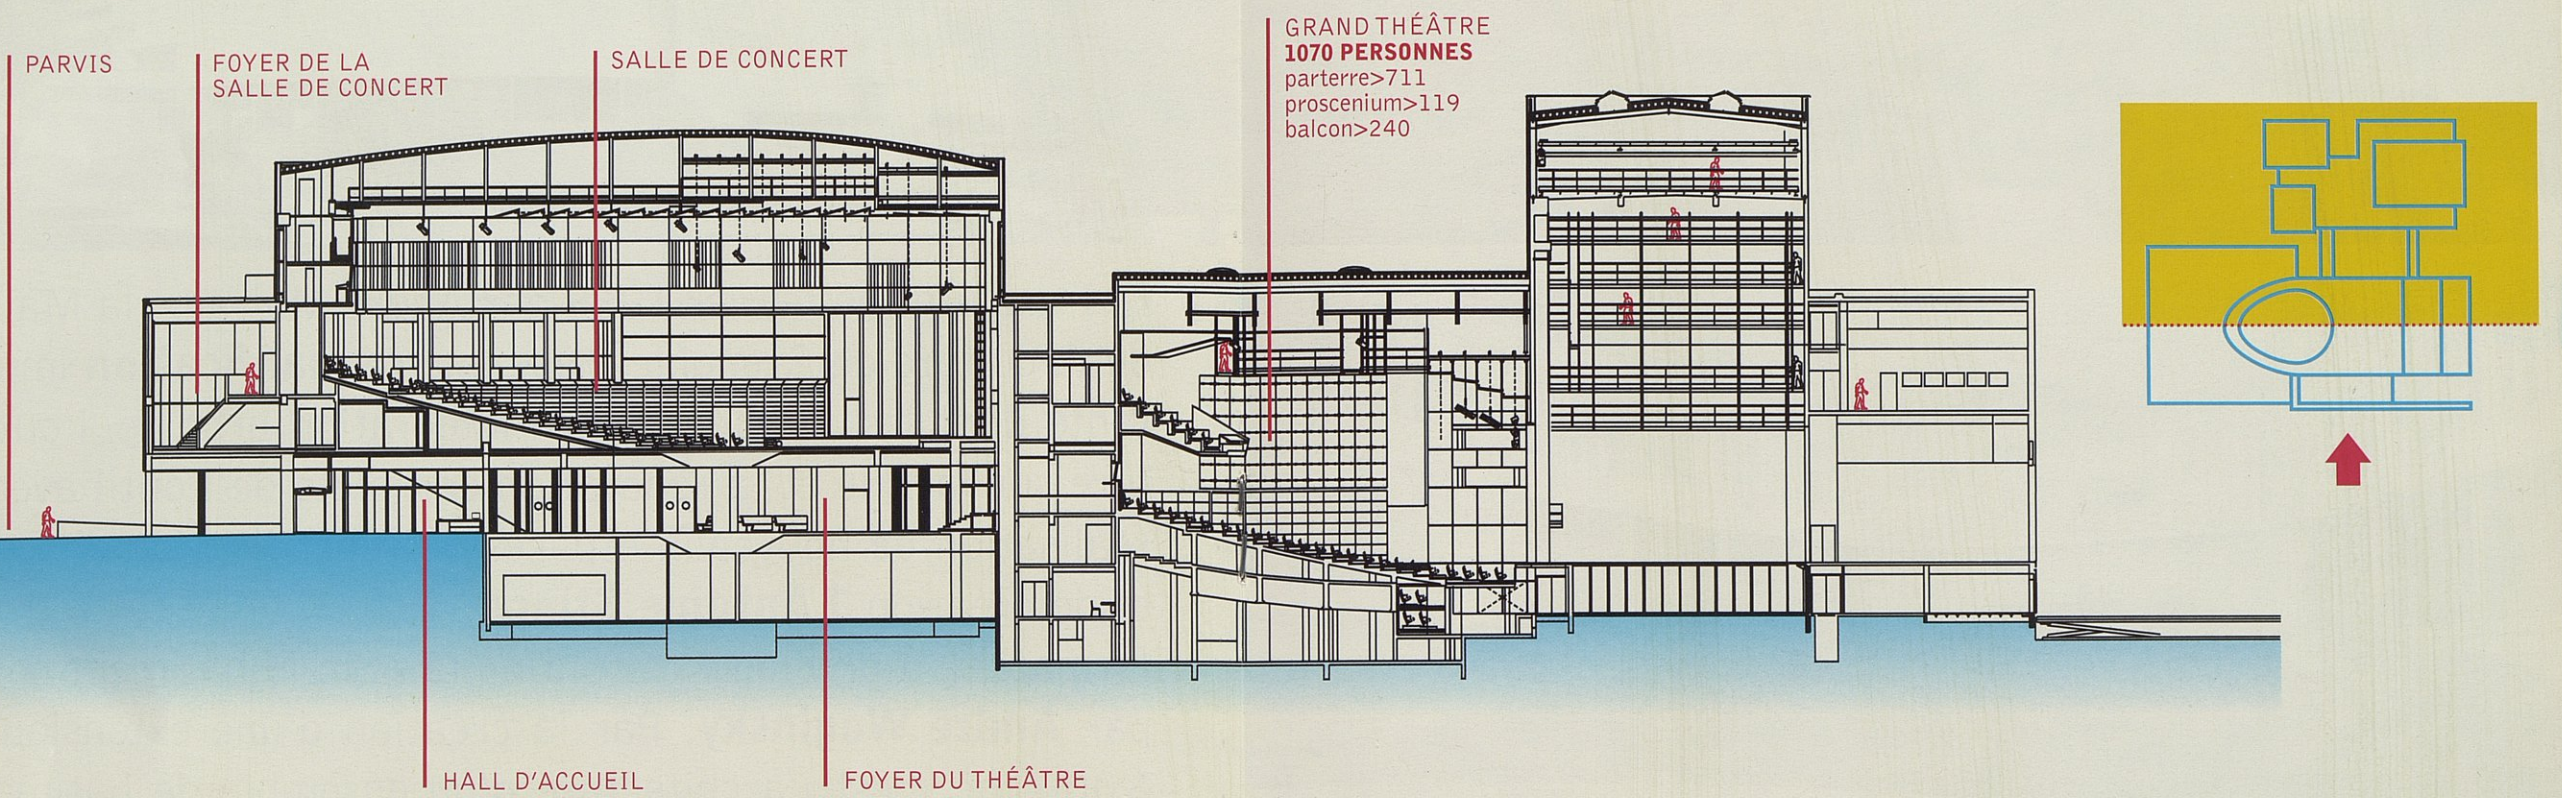 PARVIS
FOYER DE LA
SALLE DE CONCERT
SALLE DE CONCERT
GRAND THÉÂTRE
1070 PERSONNES
parterre>711
proscenium>119
balcon>240
HALL D'ACCUEIL
FOYER DU THÉÂTRE